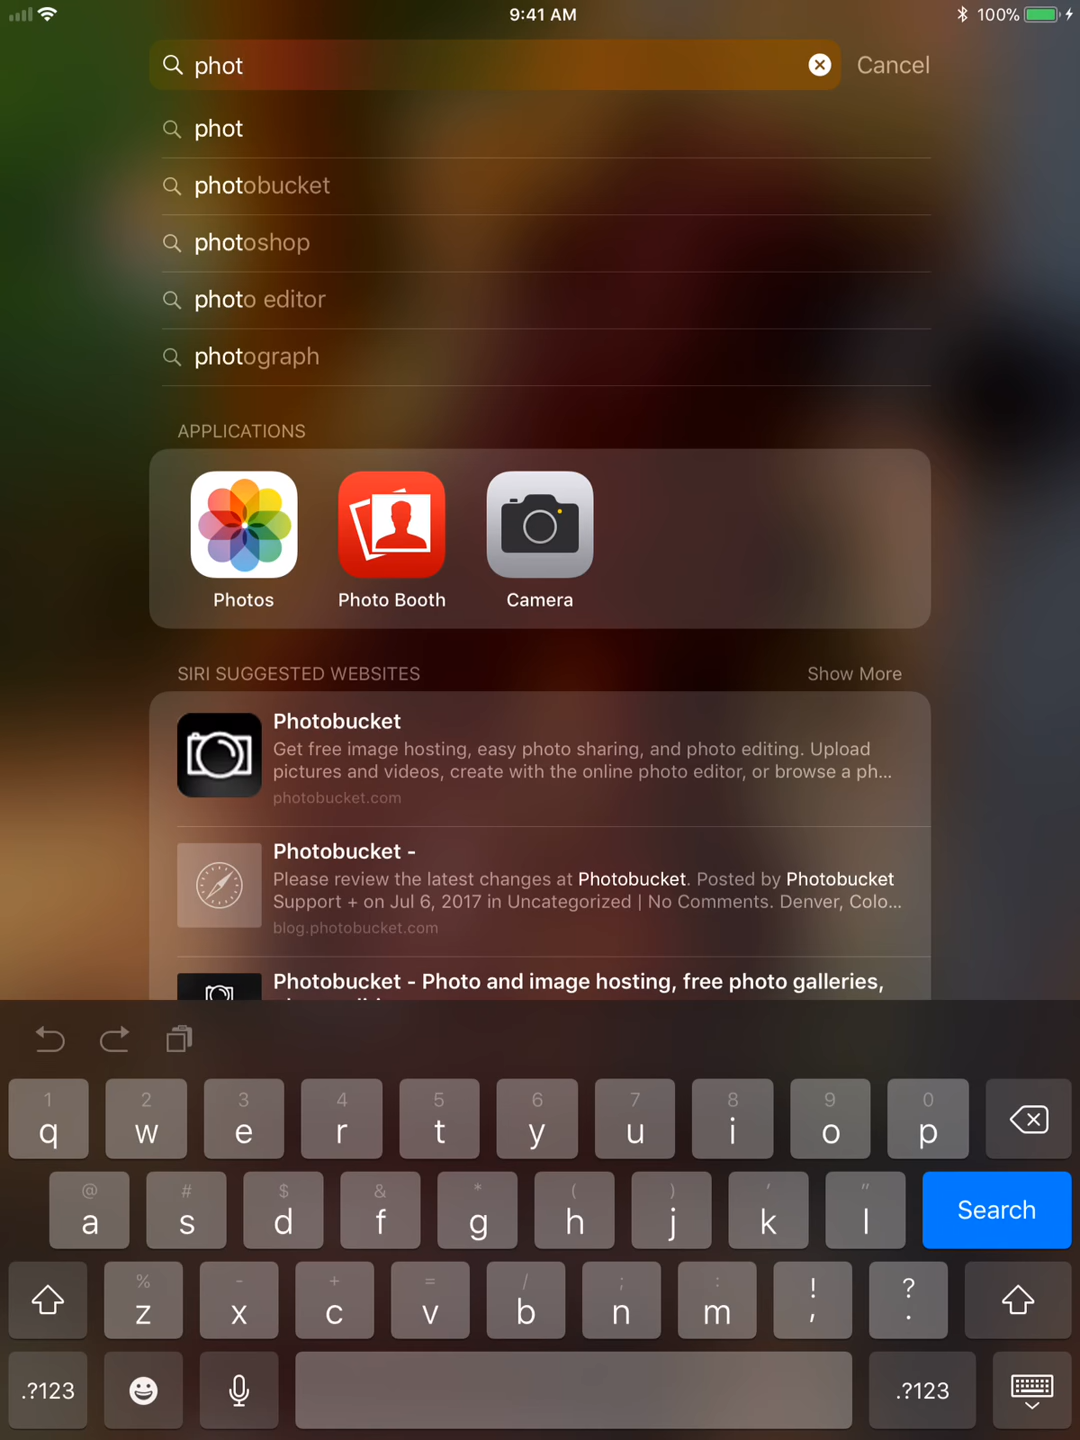 9:41 AM
100%
phot
Cancel
phot
photobucket
photoshop
photo editor
photograph
APPLICATIONS
Photos
Photo Booth
Camera
SIRI SUGGESTED WEBSITES
Show More
Photobucket
Get free image hosting, easy photo sharing, and photo editing. Upload
pictures and videos, create with the online photo editor, or browse a ph...
photobucket.com
Photobucket -
Please review the latest changes at Photobucket. Posted by Photobucket
Support + on Jul 6, 2017 in Uncategorized | No Comments. Denver, Colo...
blog.photobucket.com
Photobucket - Photo and image hosting, free photo galleries,
1 2 3 4 5 6 7 8 9 0
q w e r t y u i o p
@ # $ & * ( ) ' "
a s d f g h j k l
Search
% - + = / ; : ! ?
z x c v b n m , .
.?123
.?123